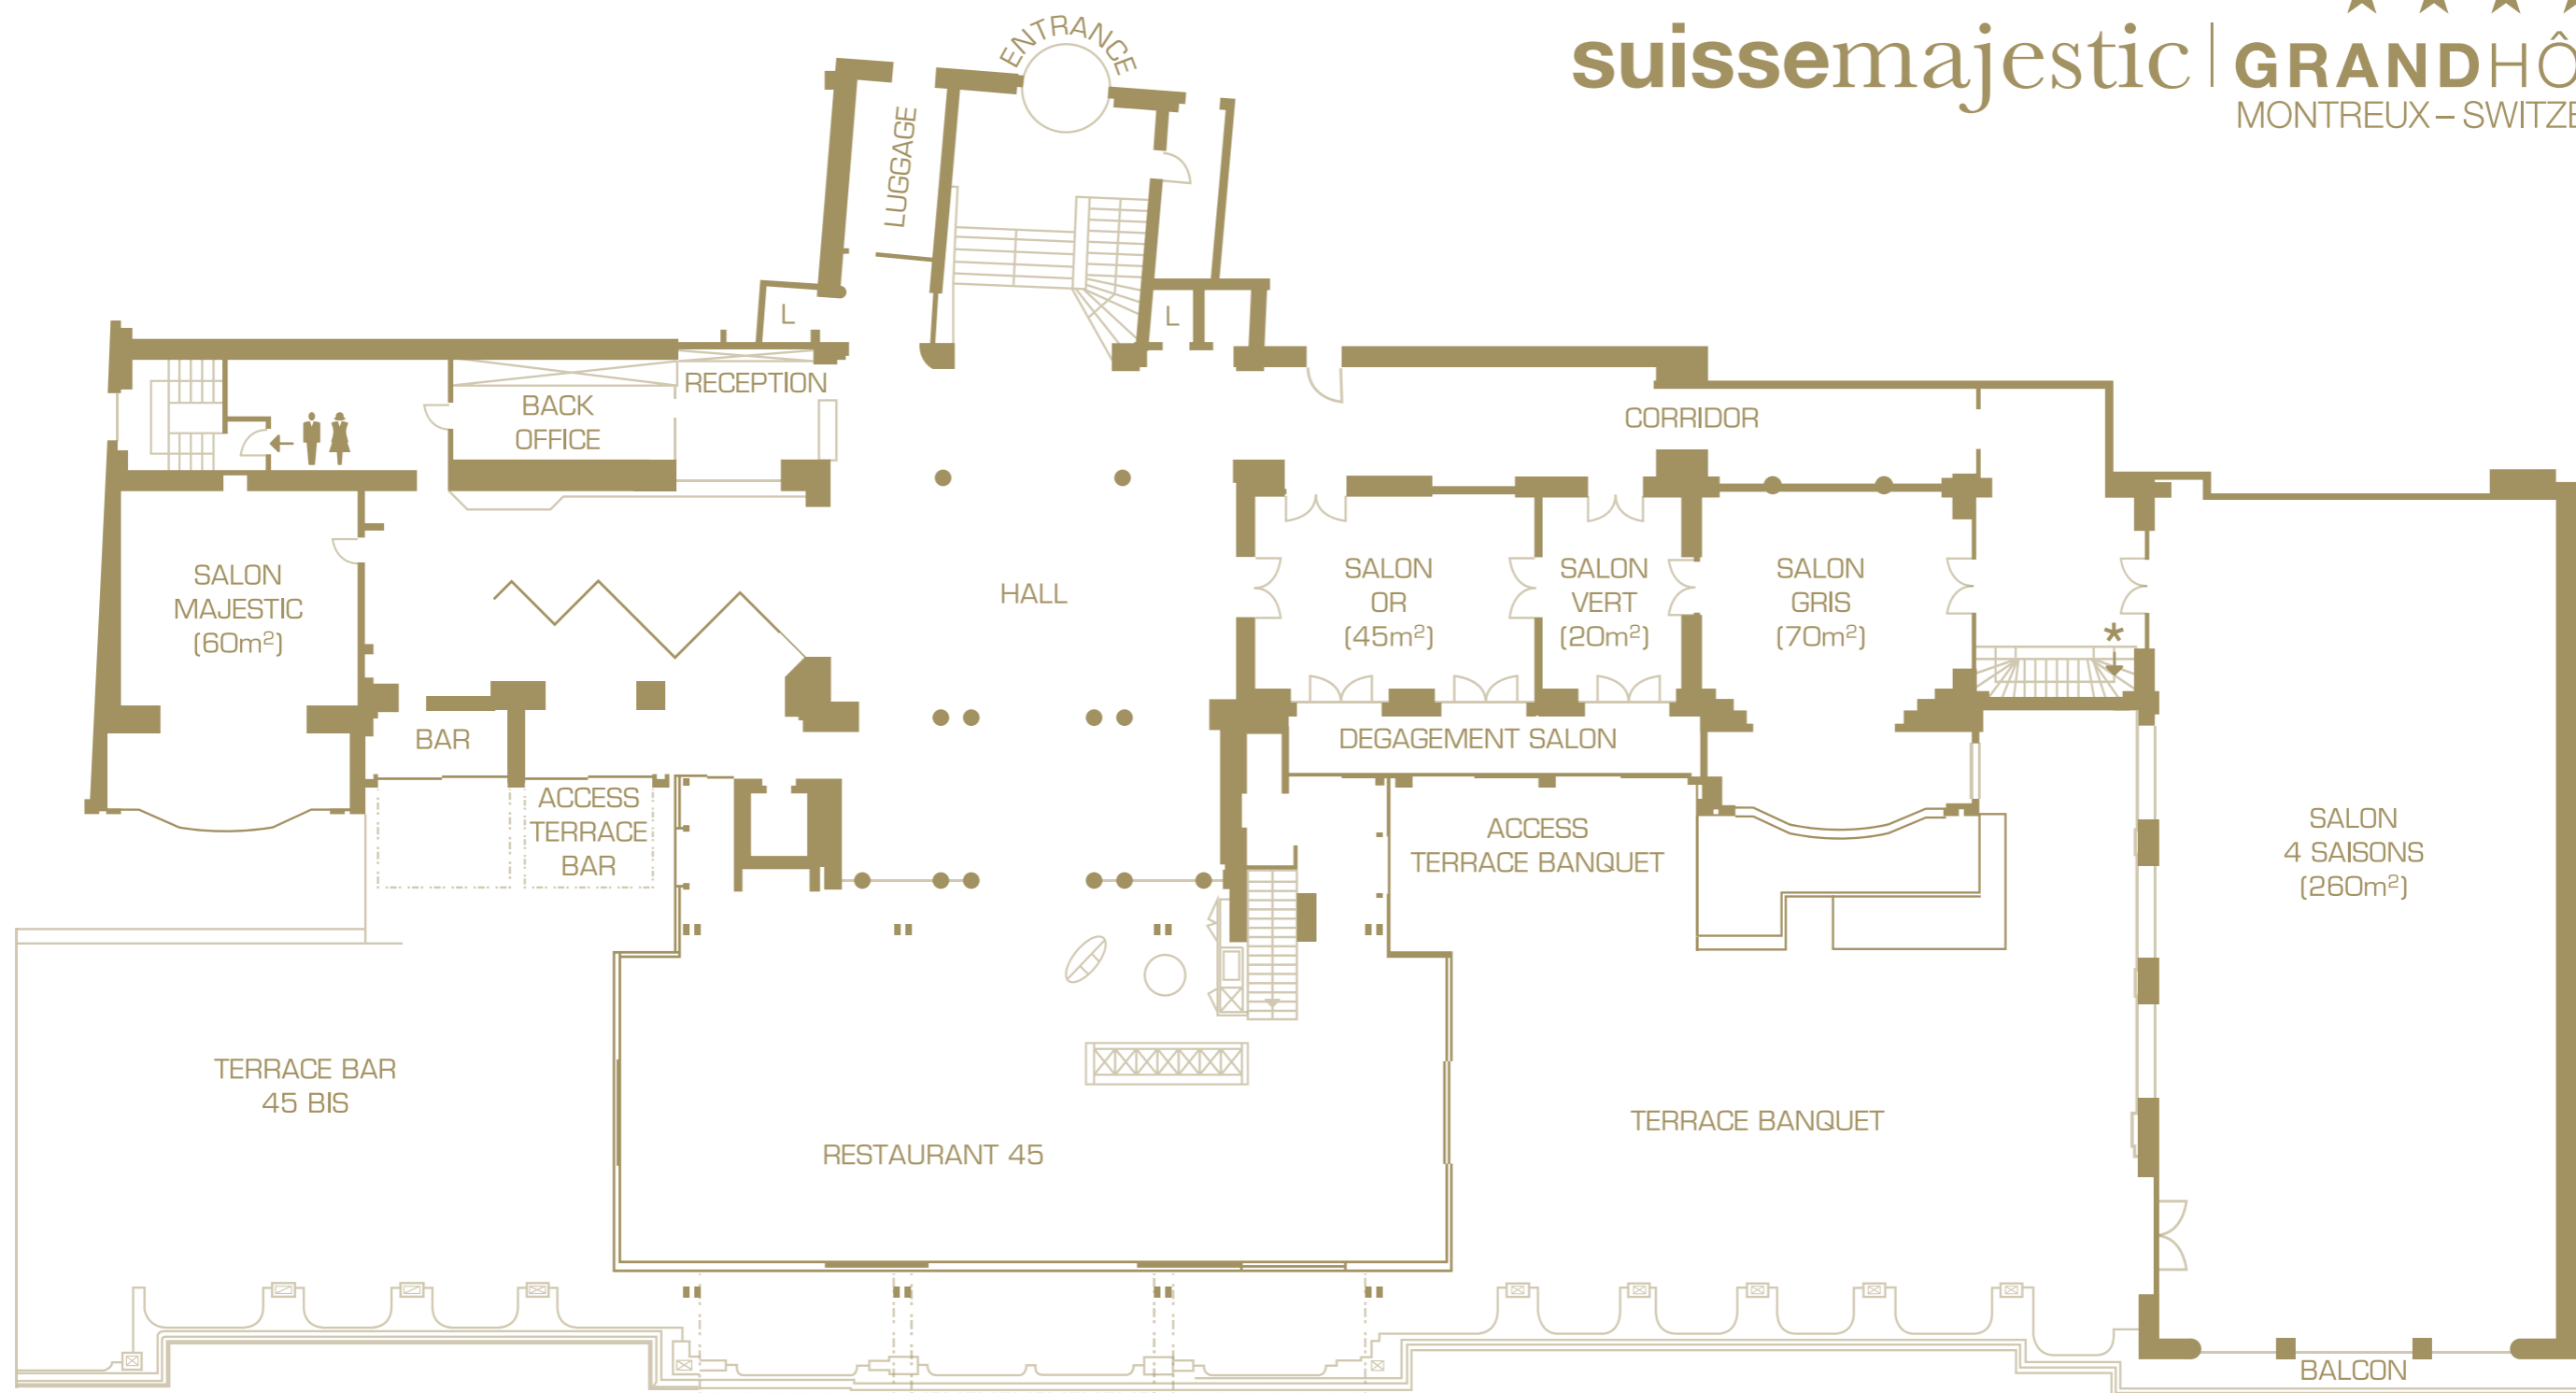 suissemajestic | GRANDHÔ
MONTREUX – SWITZE
ENTRANCE
LUGGAGE
L
L
RECEPTION
BACK
OFFICE
CORRIDOR
SALON
MAJESTIC
(60m²)
HALL
SALON
OR
(45m²)
SALON
VERT
(20m²)
SALON
GRIS
(70m²)
*
BAR
DEGAGEMENT SALON
ACCESS
TERRACE
BAR
ACCESS
TERRACE BANQUET
SALON
4 SAISONS
(260m²)
TERRACE BAR
45 BIS
RESTAURANT 45
TERRACE BANQUET
BALCON